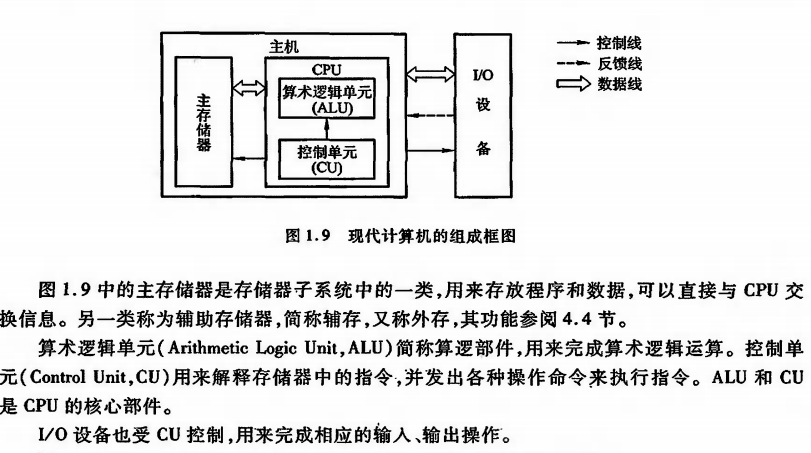 主机
CPU
主存储器
算术逻辑单元
(ALU)
控制单元
(CU)
I/O
设
备
控制线
反馈线
数据线
图 1.9 现代计算机的组成框图
图 1.9 中的主存储器是存储器子系统中的一类,用来存放程序和数据,可以直接与 CPU 交
换信息。另一类称为辅助存储器,简称辅存,又称外存,其功能参阅 4.4 节。
算术逻辑单元(Arithmetic Logic Unit,ALU)简称算逻部件,用来完成算术逻辑运算。控制单
元(Control Unit,CU)用来解释存储器中的指令,并发出各种操作命令来执行指令。ALU 和 CU
是 CPU 的核心部件。
I/O 设备也受 CU 控制,用来完成相应的输入、输出操作。